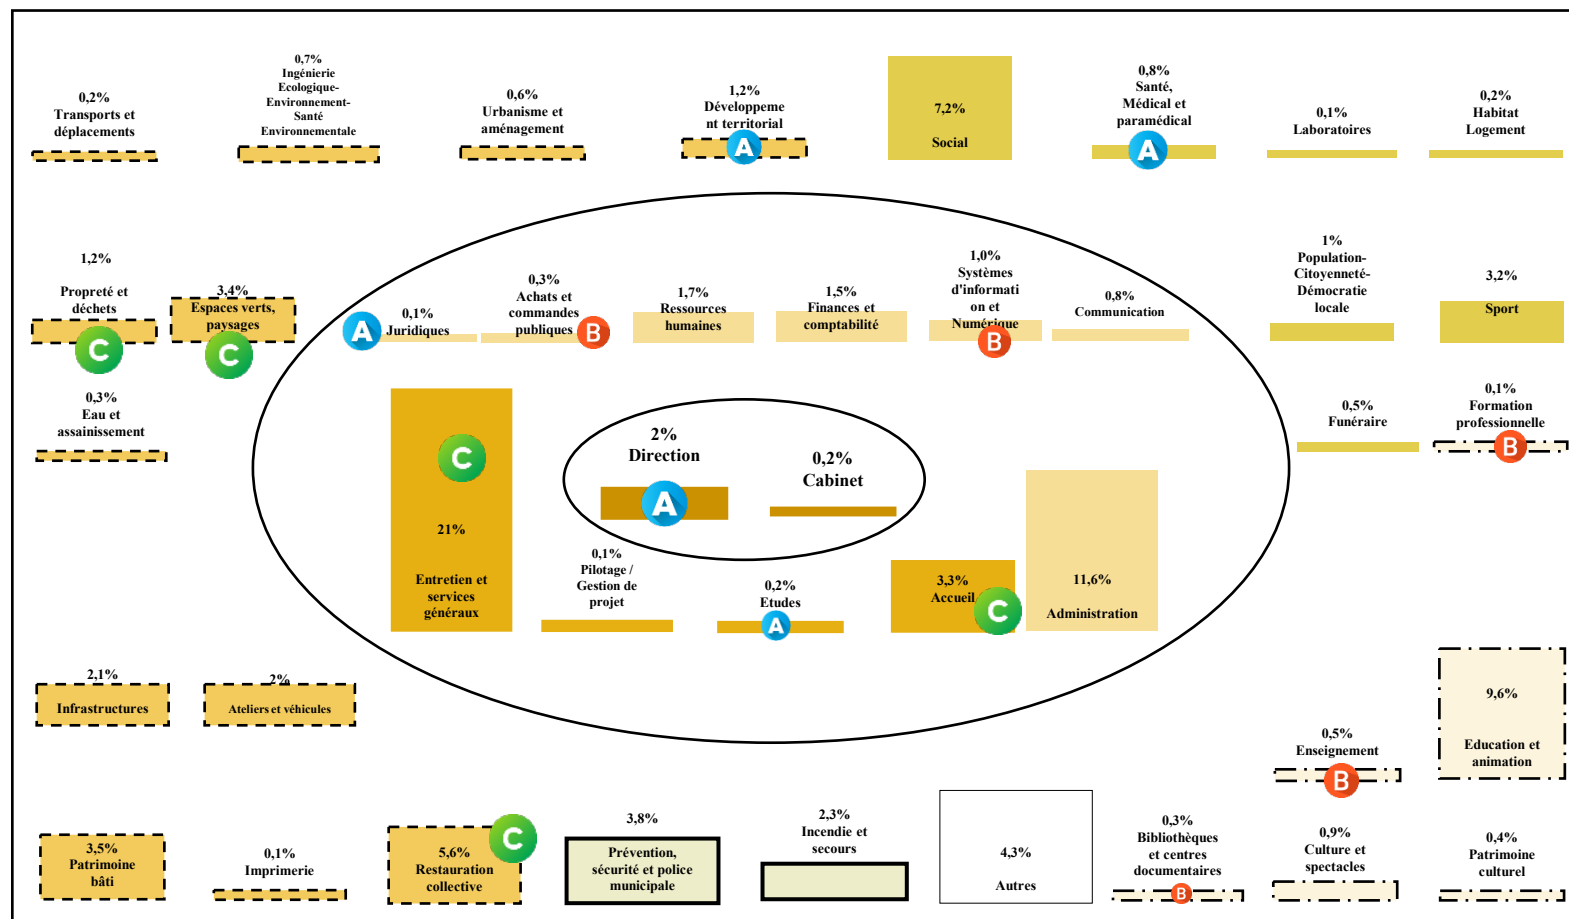 0,2%
Transports et
déplacements
0,7%
Ingénierie
Ecologique-
Environnement-
Santé
Environnementale
0,6%
Urbanisme et
aménagement
1,2%
Développeme
nt territorial
A
7,2%
Social
0,8%
Santé,
Médical et
paramédical
A
0,1%
Laboratoires
0,2%
Habitat
Logement
1,2%
Propreté et
déchets
C
3,4%
Espaces verts,
paysages
C
A
0,1%
Juridiques
0,3%
Achats et
commandes
publiques
B
1,7%
Ressources
humaines
1,5%
Finances et
comptabilité
1,0%
Systèmes
d'informati
on et
Numérique
B
0,8%
Communication
1%
Population-
Citoyenneté-
Démocratie
locale
3,2%
Sport
0,3%
Eau et
assainissement
C
21%
Entretien et
services
généraux
2%
Direction
A
0,2%
Cabinet
0,1%
Pilotage /
Gestion de
projet
0,2%
Etudes
A
3,3%
Accueil
C
11,6%
Administration
0,5%
Funéraire
0,1%
Formation
professionnelle
B
2,1%
Infrastructures
2%
Ateliers et véhicules
0,5%
Enseignement
B
9,6%
Education et
animation
3,5%
Patrimoine
bâti
0,1%
Imprimerie
5,6%
Restauration
collective
C
3,8%
Prévention,
sécurité et police
municipale
2,3%
Incendie et
secours
4,3%
Autres
0,3%
Bibliothèques
et centres
documentaires
B
0,9%
Culture et
spectacles
0,4%
Patrimoine
culturel